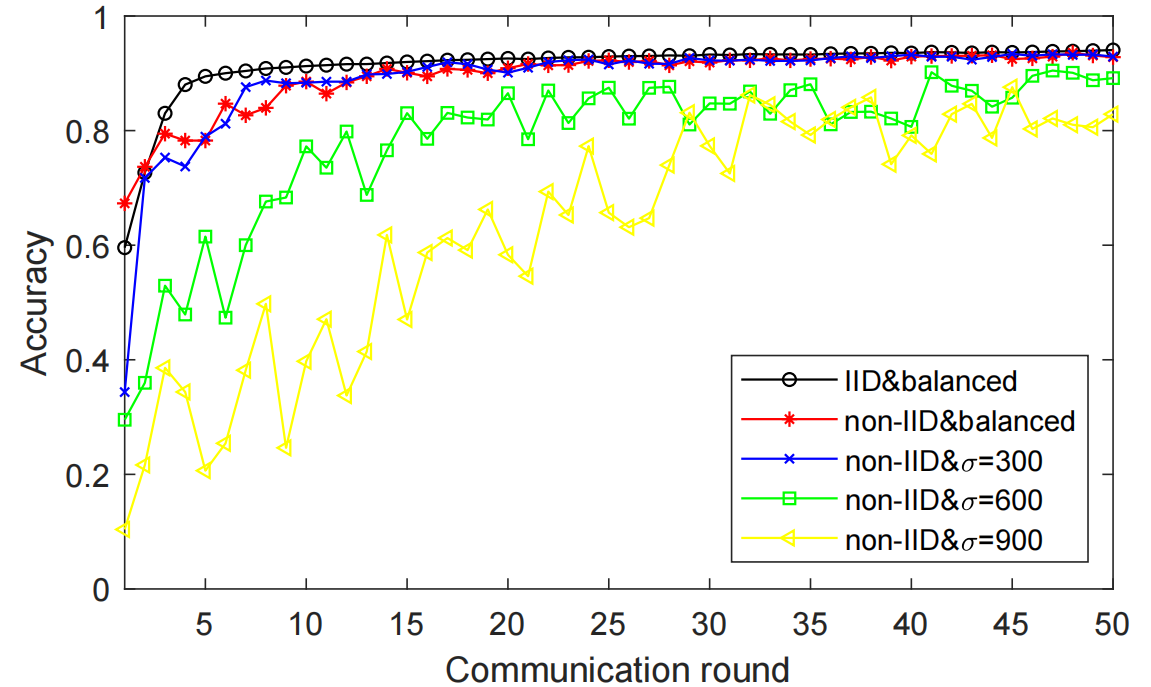 1
0.8
0.6
0.4
0.2
0
Accuracy
5 10 15 20 25 30 35 40 45 50
Communication round
IID&balanced
non-IID&balanced
non-IID&σ=300
non-IID&σ=600
non-IID&σ=900